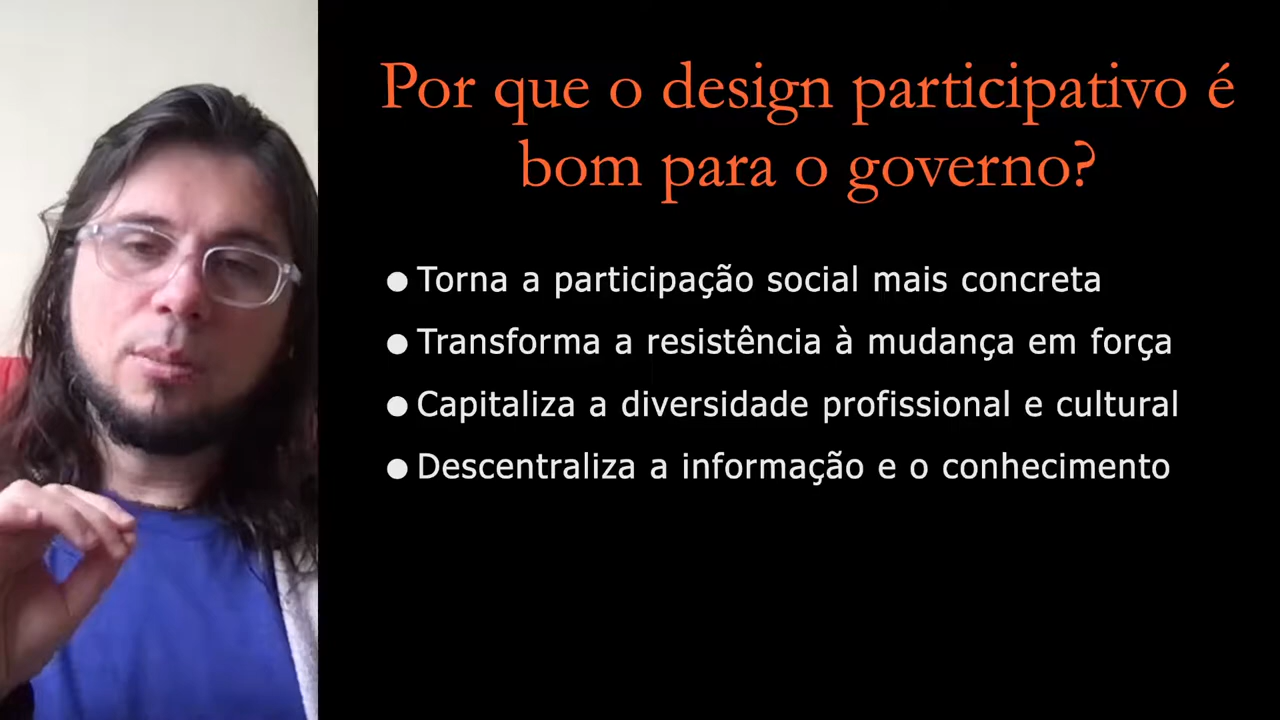 Por que o design participativo é
bom para o governo?
● Torna a participação social mais concreta
● Transforma a resistência à mudança em força
● Capitaliza a diversidade profissional e cultural
● Descentraliza a informação e o conhecimento